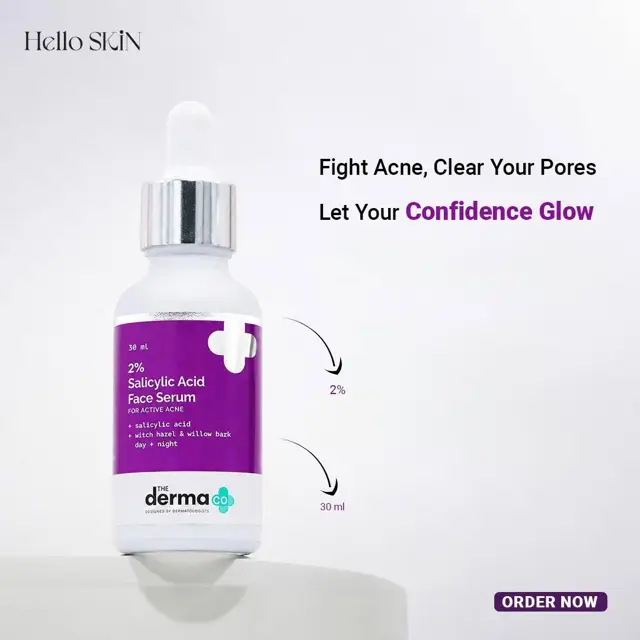 Hello SKiN
Fight Acne, Clear Your Pores
Let Your Confidence Glow
30 ml
2%
Salicylic Acid
Face Serum
FOR ACTIVE ACNE
+ salicylic acid
+ witch hazel & willow bark
day + night
THE
derma co
DESIGNED BY DERMATOLOGISTS
2%
30 ml
ORDER NOW